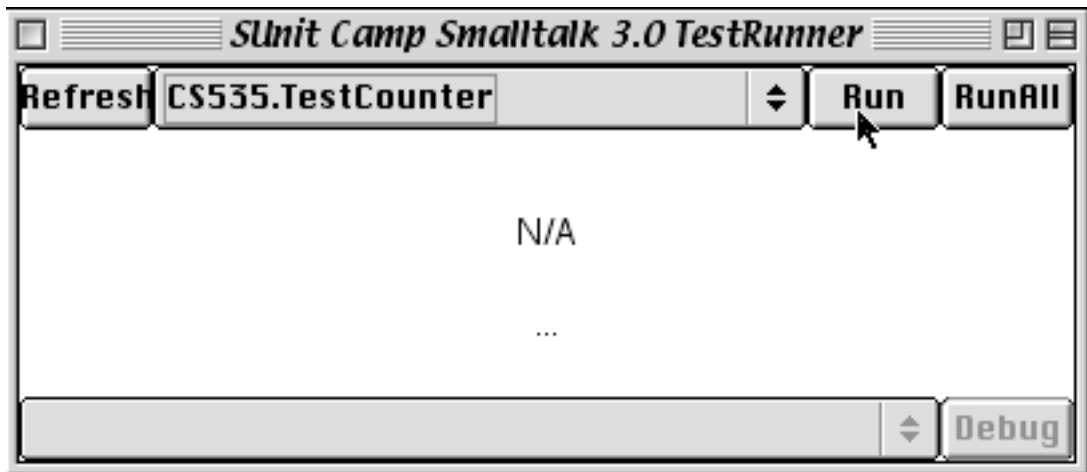 SUnit Camp Smalltalk 3.0 TestRunner
Refresh CS535.TestCounter Run RunAll
N/A
...
Debug